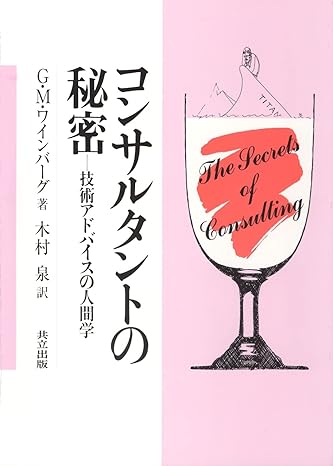 コンサルタントの
秘密
―技術アドバイスの人間学
G・M・ワインバーグ 著 木村 泉 訳
共立出版
TITAN
The Secrets
of
Consulting